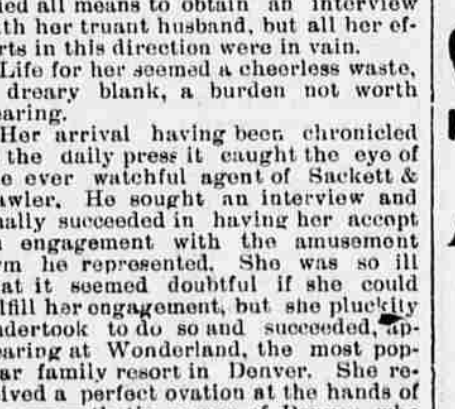 ied all means to obtain an interview
th her truant husband, but all her ef-
rts in this direction were in vain.
Life for her seemed a cheerless waste,
dreary blank, a burden not worth
aring.
Her arrival having been chronicled
the daily press it caught the eye of
e ever watchful agent of Sackett &
awler. He sought an interview and
nally succeeded in having her accept
engagement with the amusement
rm he represented. She was so ill
at it seemed doubtful if she could
lfill her engagement, but she pluckily
ndertook to do so and succeeded, ap-
earing at Wonderland, the most pop-
ar family resort in Denver. She re-
ived a perfect ovation at the hands of